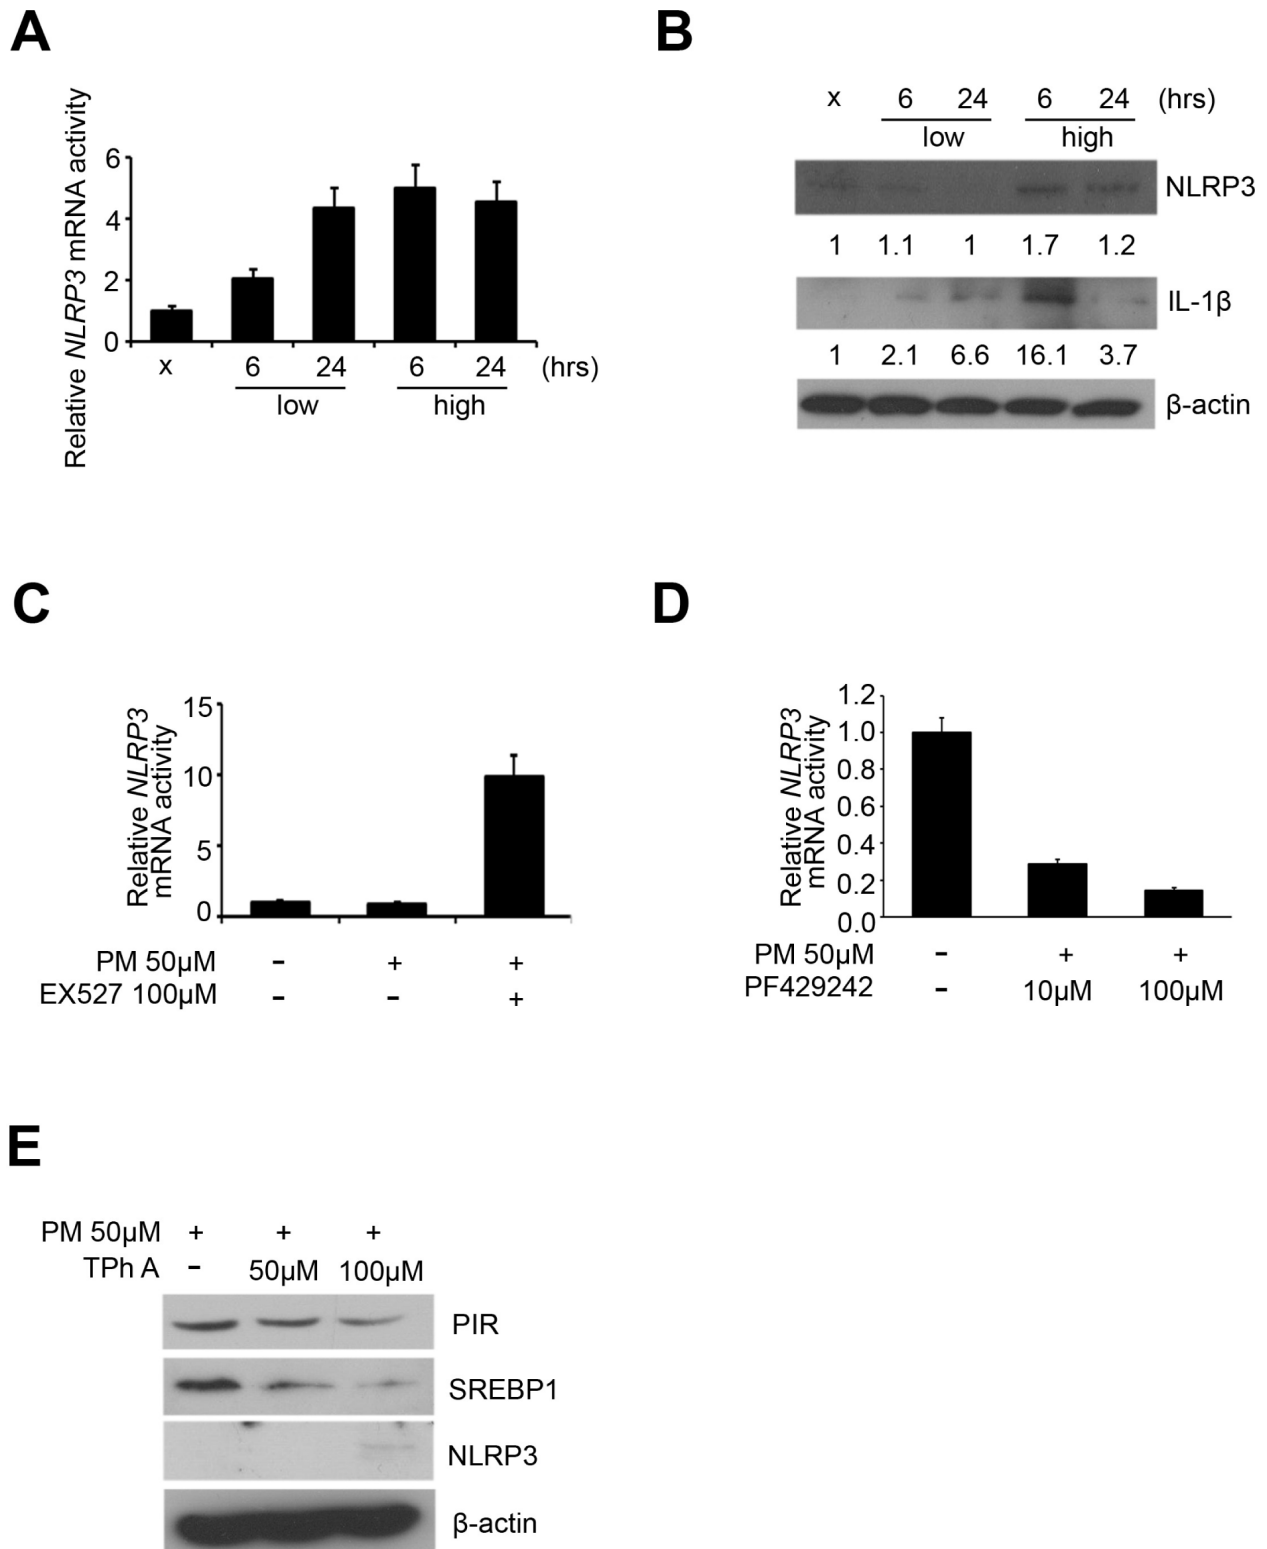 A
Relative NLRP3 mRNA activity
6
4
2
0
x 6 24 6 24 (hrs)
low high
B
x 6 24 6 24 (hrs)
low high
NLRP3
1 1.1 1 1.7 1.2
IL-1β
1 2.1 6.6 16.1 3.7
β-actin
C
Relative NLRP3
mRNA activity
15
10
5
0
PM 50µM - + +
EX527 100µM - - +
D
Relative NLRP3
mRNA activity
1.2
1.0
0.8
0.6
0.4
0.2
0.0
PM 50µM - + +
PF429242 - 10µM 100µM
E
PM 50µM + + +
TPh A - 50µM 100µM
PIR
SREBP1
NLRP3
β-actin